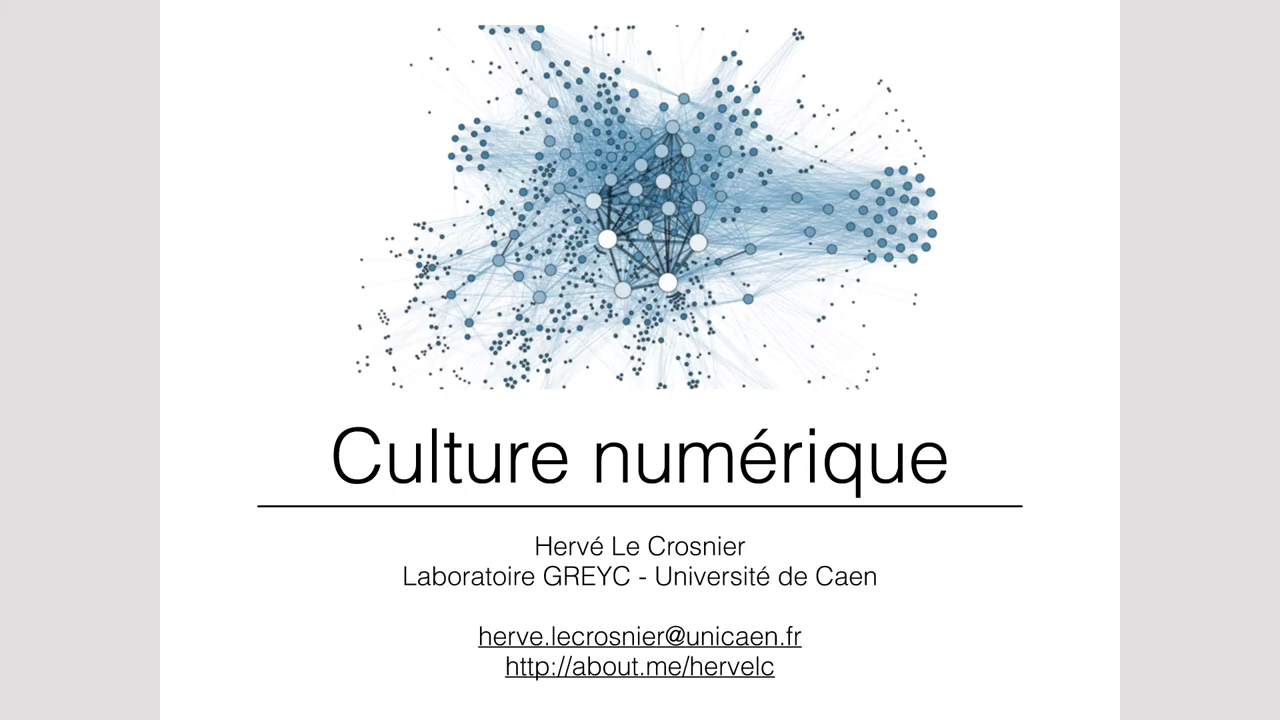 Culture numérique
Hervé Le Crosnier
Laboratoire GREYC - Université de Caen
herve.lecrosnier@unicaen.fr
http://about.me/hervelc